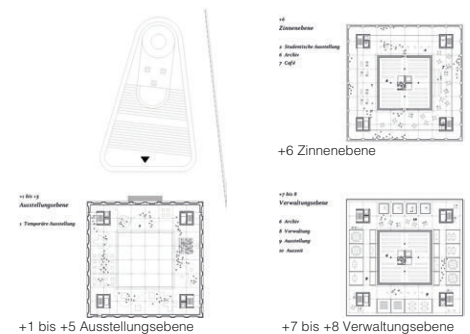 +6
Zinnenebene
2 Studentische Ausstellung
6 Archiv
7 Café
+6 Zinnenebene
+1 bis +5
Ausstellungsebene
1 Temporäre Ausstellung
+1 bis +5 Ausstellungsebene
+7 bis 8
Verwaltungsebene
6 Archiv
8 Verwaltung
9 Ausstellung
10 Auszeit
+7 bis +8 Verwaltungsebene